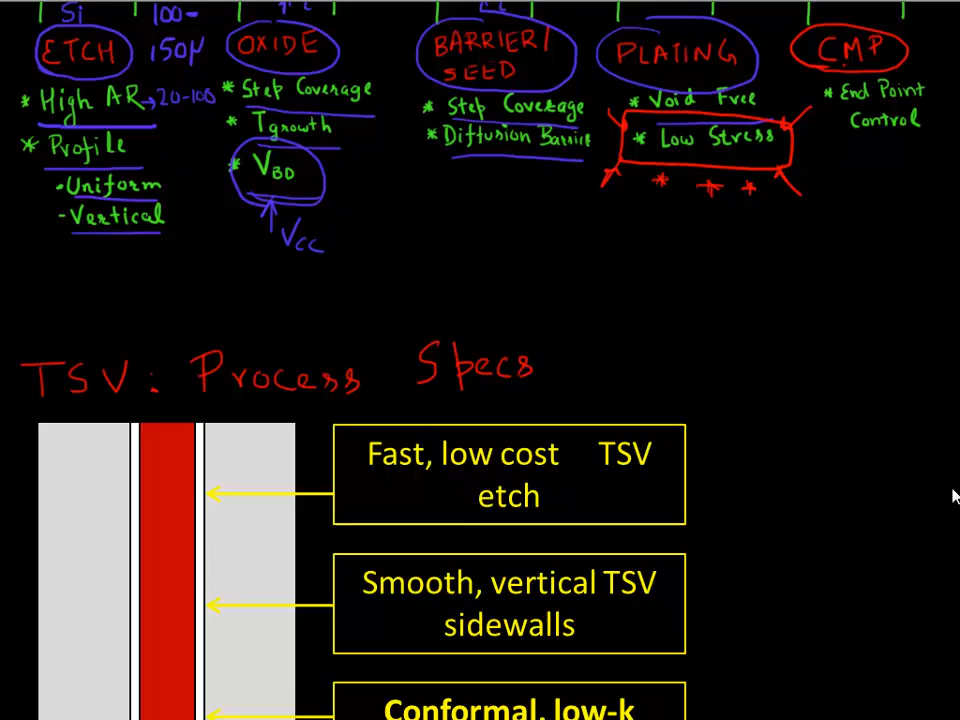 Si 100-
ETCH 150µ
* High AR → 20-100
* Profile
- Uniform
- Vertical
OXIDE
* Step Coverage
* Tgrowth
* VBD
VCC
BARRIER/
SEED
* Step Coverage
* Diffusion Barrier
PLATING
* Void Free
* Low Stress
* * *
CMP
* End Point
Control
TSV: Process Specs
Fast, low cost TSV
etch
Smooth, vertical TSV
sidewalls
Conformal, low-k